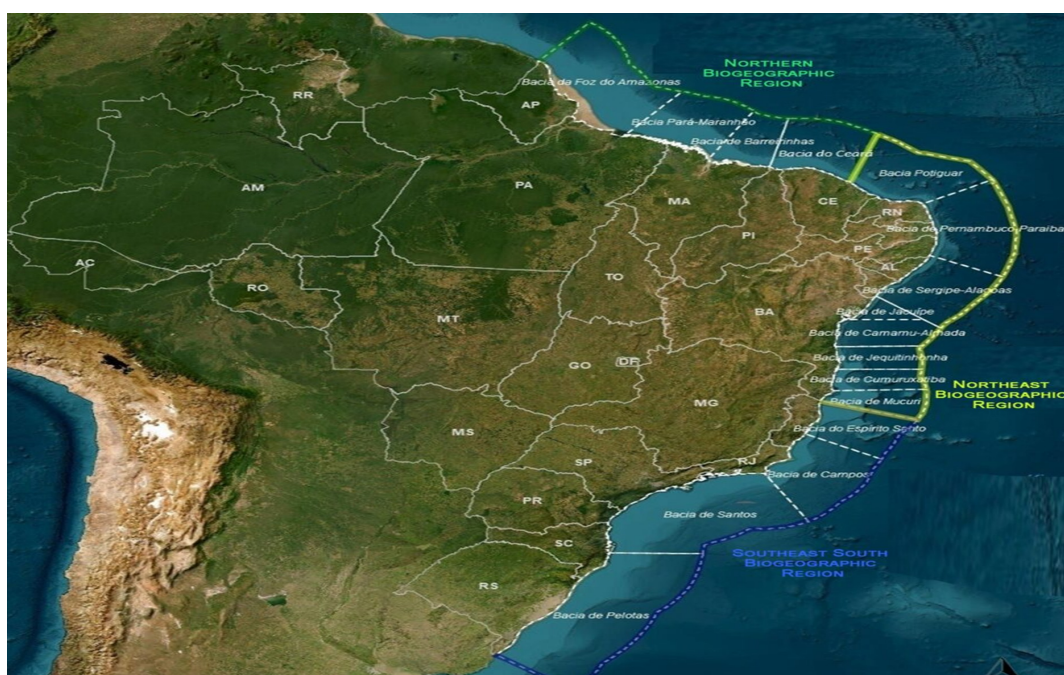 NORTHERN
BIOGEOGRAPHIC
REGION
Bacia da Foz do Amazonas
RR
AP
Bacia Pará-Maranhão
Bacia de Barreirinhas
Bacia do Ceará
Bacia Potiguar
AM
PA
MA
CE
RN
Bacia de Pernambuco-Paraíba
PI
PE
AC
RO
TO
AL
Bacia de Sergipe-Alagoas
MT
BA
Bacia de Jacuípe
Bacia de Camamu-Almada
GO
DF
Bacia de Jequitinhonha
Bacia de Cumuruxatiba
NORTHEAST
BIOGEOGRAPHIC
REGION
MG
Bacia de Mucuri
MS
Bacia do Espírito Santo
SP
RJ
Bacia de Campos
PR
Bacia de Santos
SC
SOUTHEAST SOUTH
BIOGEOGRAPHIC
REGION
RS
Bacia de Pelotas